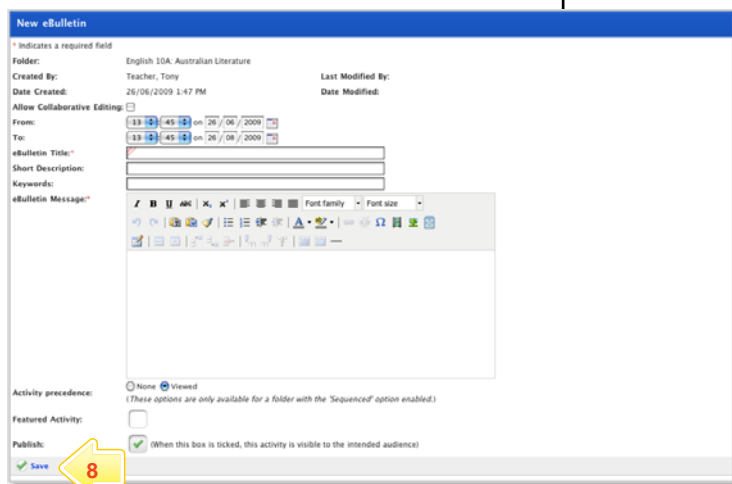 New eBulletin
* Indicates a required field
Folder: English 10A: Australian Literature
Created By: Teacher, Tony Last Modified By:
Date Created: 26/06/2009 1:47 PM Date Modified:
Allow Collaborative Editing:
From: 13 : 45 on 26 / 06 / 2009
To: 13 : 45 on 26 / 08 / 2009
eBulletin Title:*
Short Description:
Keywords:
eBulletin Message:*
I B U ABC x₂ x² Font family Font size
A Ω
Activity precedence: None Viewed
(These options are only available for a folder with the 'Sequenced' option enabled.)
Featured Activity:
Publish: (When this box is ticked, this activity is visible to the intended audience)
Save 8